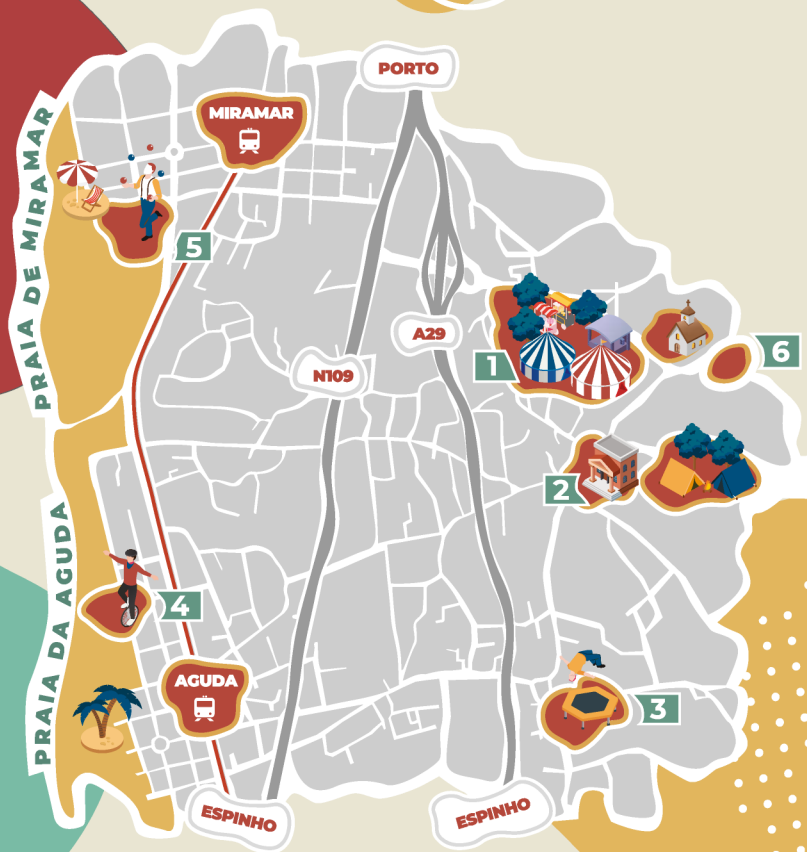 PORTO
MIRAMAR
PRAIA DE MIRAMAR
5
A29
N109
1
6
2
PRAIA DA AGUDA
4
AGUDA
3
ESPINHO
ESPINHO